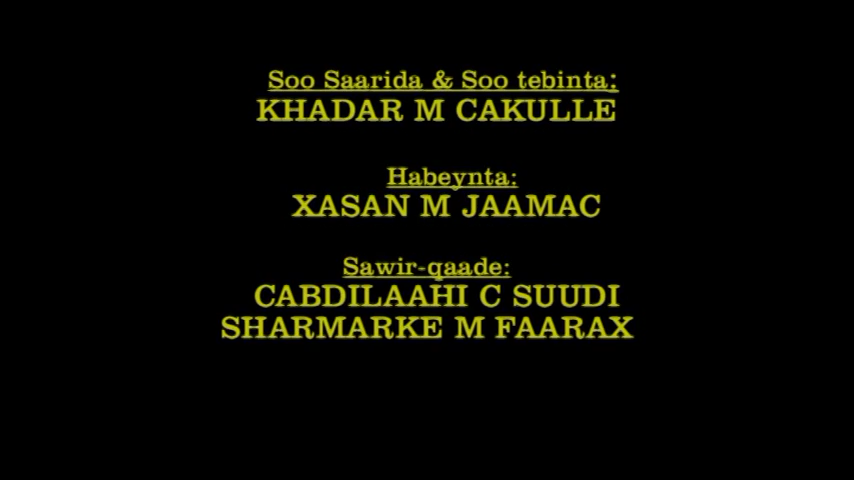 Soo Saarida & Soo tebinta:
KHADAR M CAKULLE
Habeynta:
XASAN M JAAMAC
Sawir-qaade:
CABDILAAHI C SUUDI
SHARMARKE M FAARAX